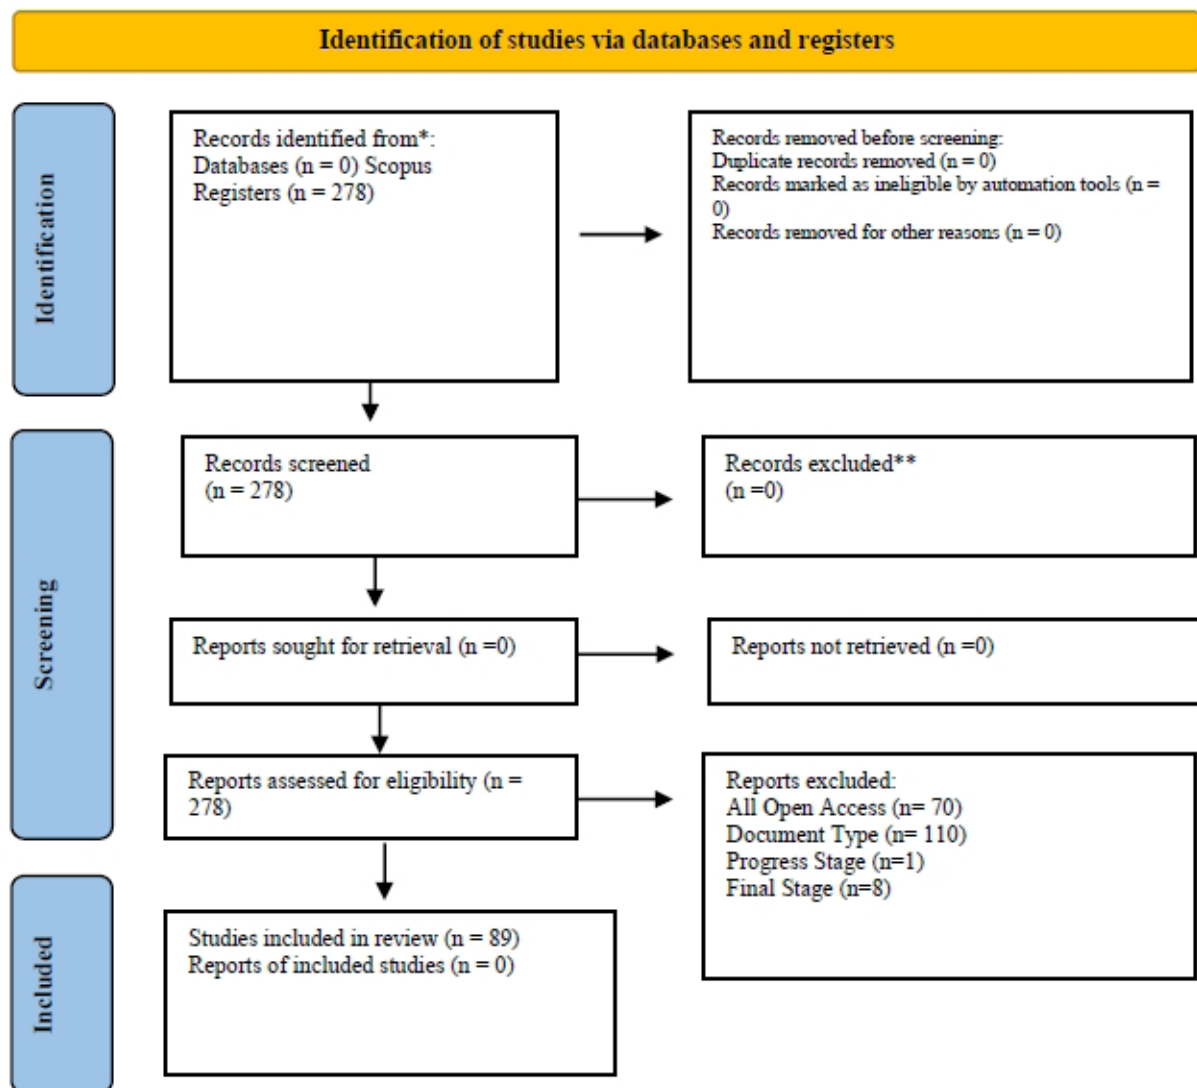 Identification of studies via databases and registers
Identification
Records identified from*:
Databases (n = 0) Scopus
Registers (n = 278)
Records removed before screening:
Duplicate records removed (n = 0)
Records marked as ineligible by automation tools (n =
0)
Records removed for other reasons (n = 0)
Screening
Records screened
(n = 278)
Records excluded**
(n =0)
Reports sought for retrieval (n =0)
Reports not retrieved (n =0)
Reports assessed for eligibility (n =
278)
Reports excluded:
All Open Access (n= 70)
Document Type (n= 110)
Progress Stage (n=1)
Final Stage (n=8)
Included
Studies included in review (n = 89)
Reports of included studies (n = 0)